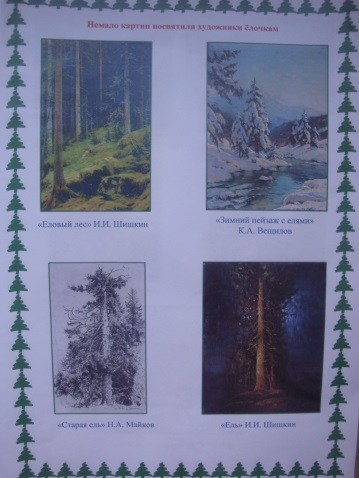 Немало картин посвятили художники ёлочкам
«Еловый лес» И.И. Шишкин
«Зимний пейзаж с елями»
К.А. Вещилов
«Старая ель» Н.А. Майков
«Ель» И.И. Шишкин